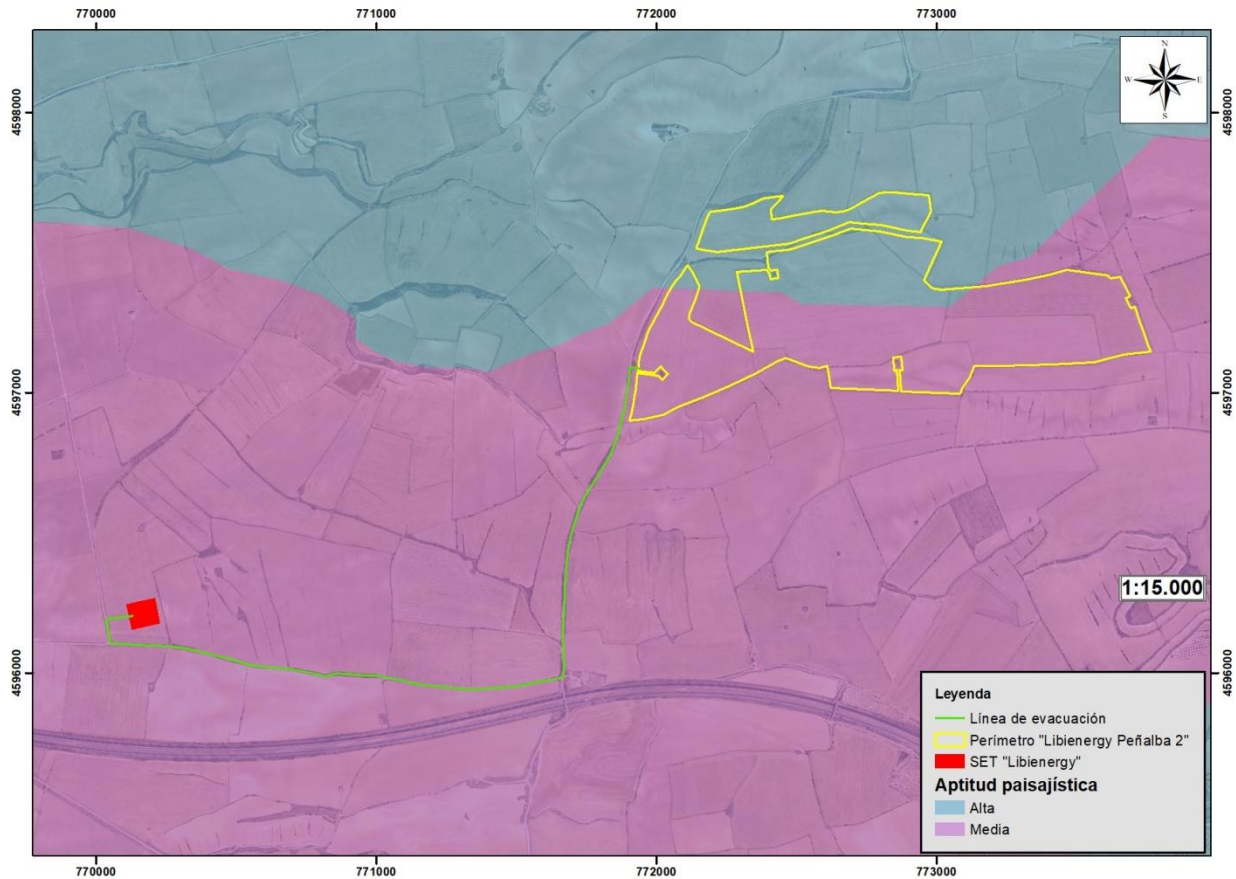 770000 771000 772000 773000
N
W E
S
4598000 4598000
4597000 4597000
1:15.000
4596000 4596000
Leyenda
Línea de evacuación
Perímetro "Libienergy Peñalba 2"
SET "Libienergy"
Aptitud paisajística
Alta
Media
770000 771000 772000 773000